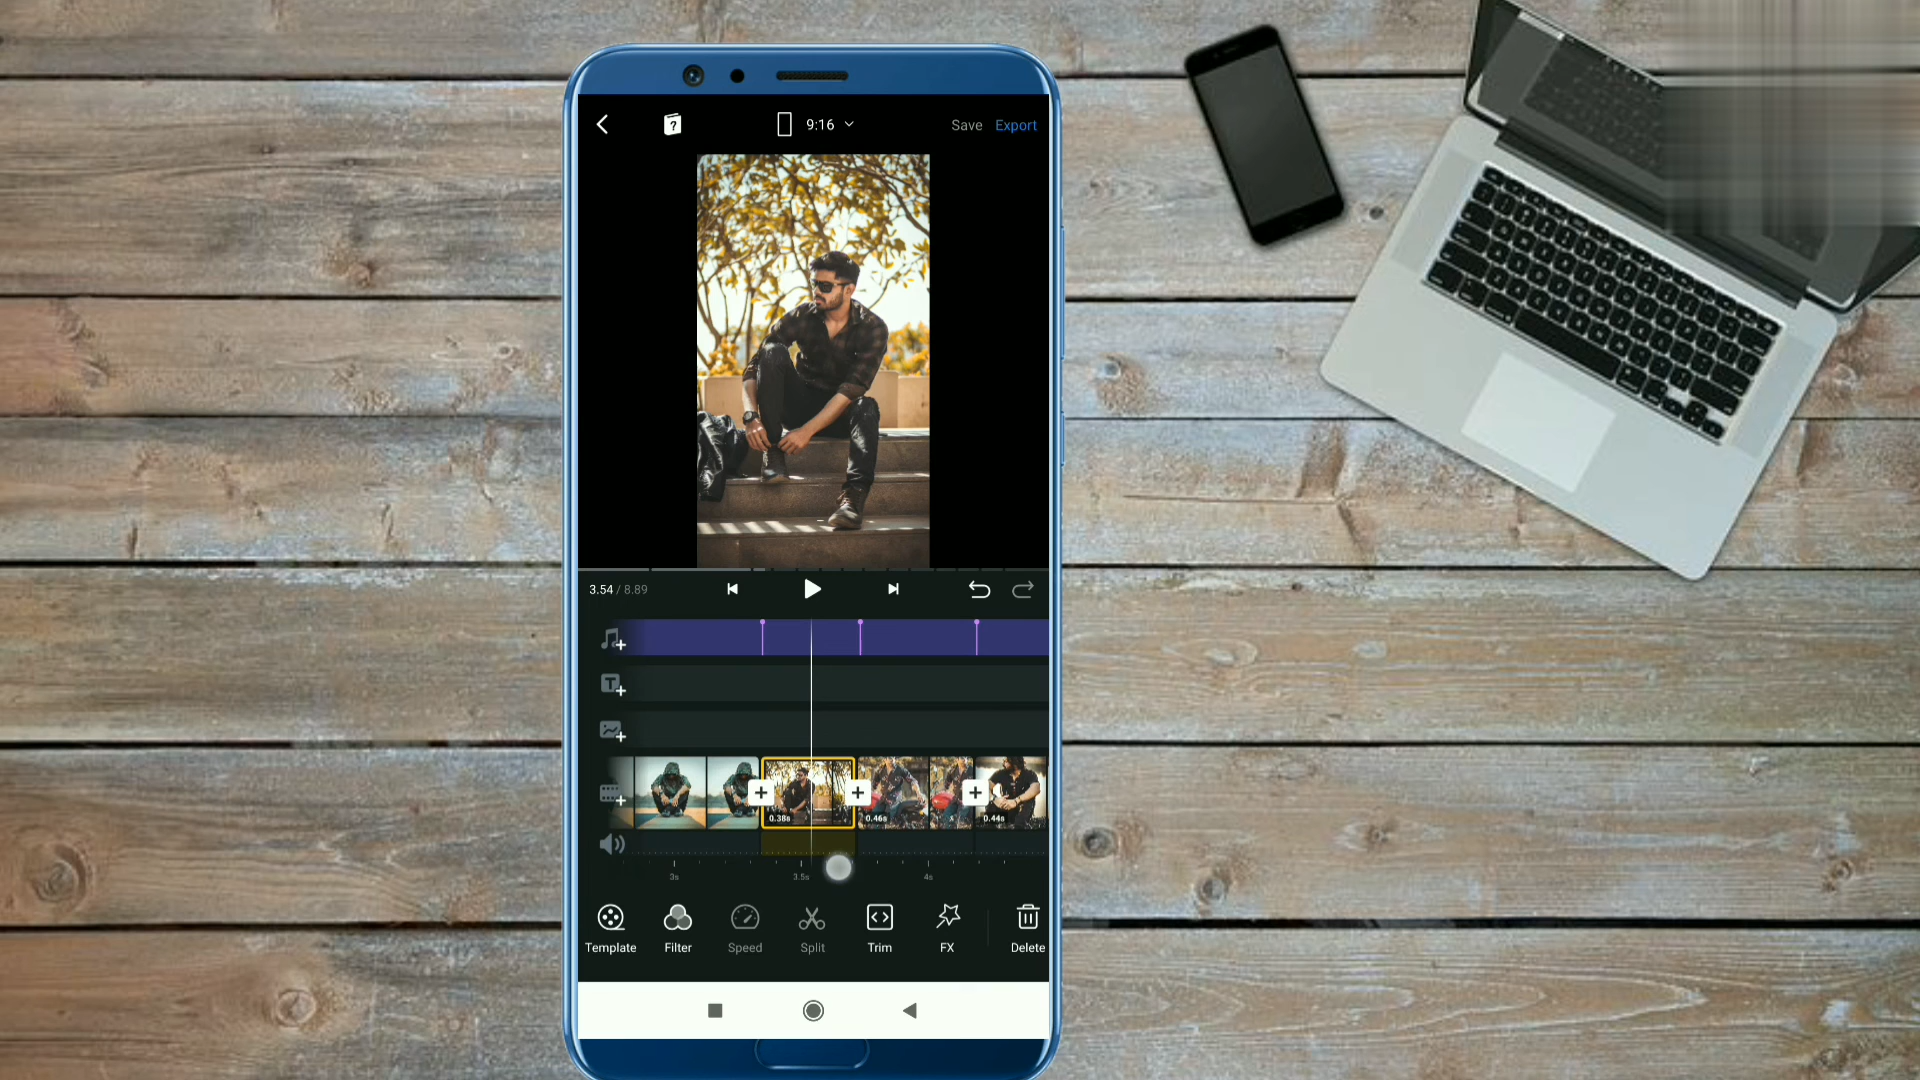 9:16
Save Export
3.54 / 8.89
T
0.38s
0.46s
0.44s
3s
3.5s
4s
Template
Filter
Speed
Split
Trim
FX
Delete